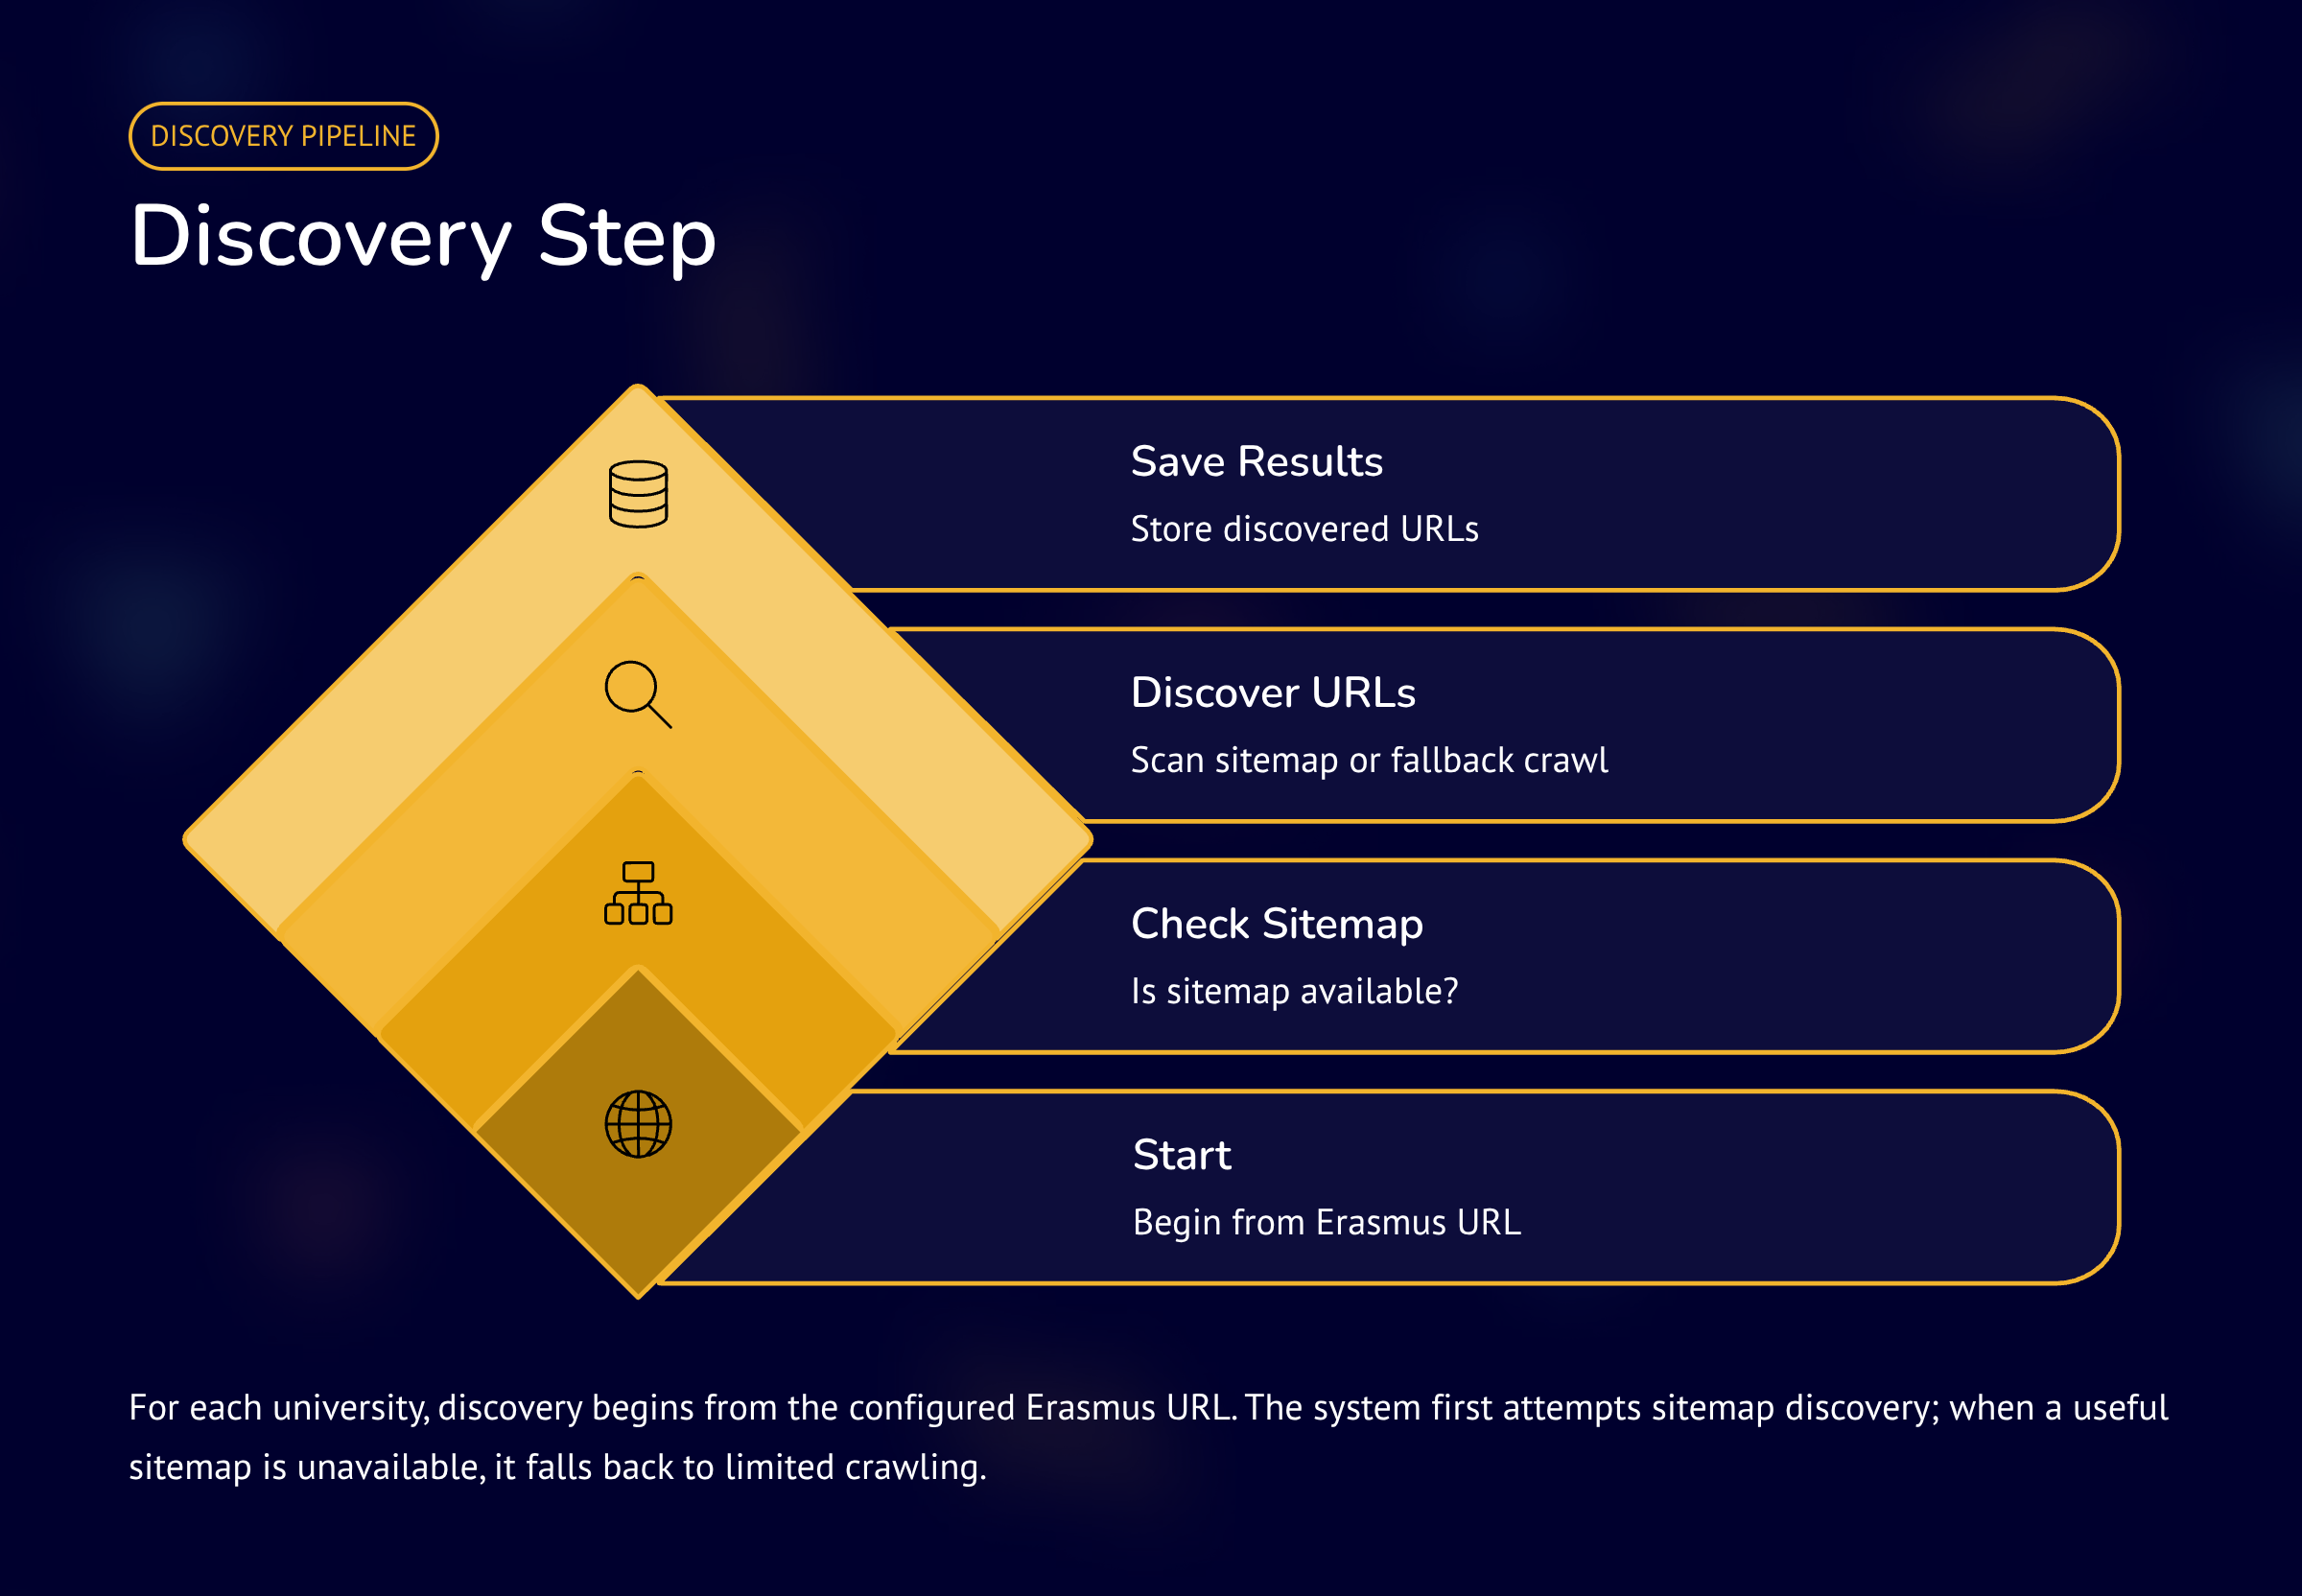 DISCOVERY PIPELINE
Discovery Step
Save Results
Store discovered URLs
Discover URLs
Scan sitemap or fallback crawl
Check Sitemap
Is sitemap available?
Start
Begin from Erasmus URL
For each university, discovery begins from the configured Erasmus URL. The system first attempts sitemap discovery; when a useful
sitemap is unavailable, it falls back to limited crawling.